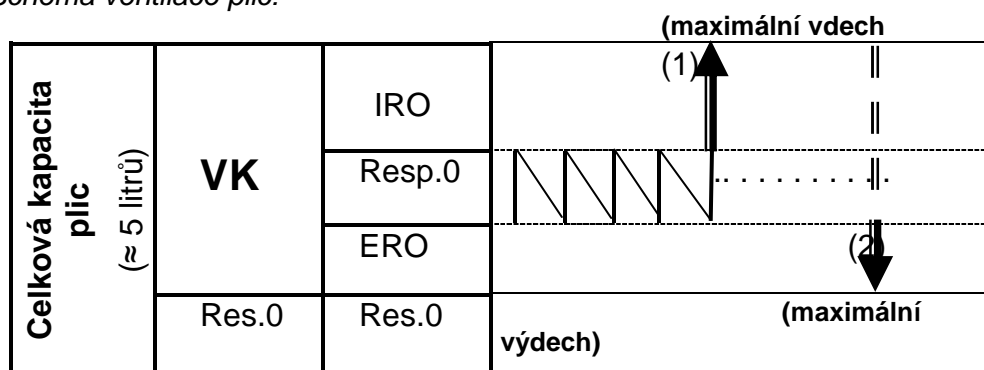 Schéma ventilace plic.
(maximální vdech
(1)
Celková kapacita
plic
(≈ 5 litrů)
VK
IRO
Resp.0
ERO
(2)
Res.0
Res.0
(maximální
výdech)